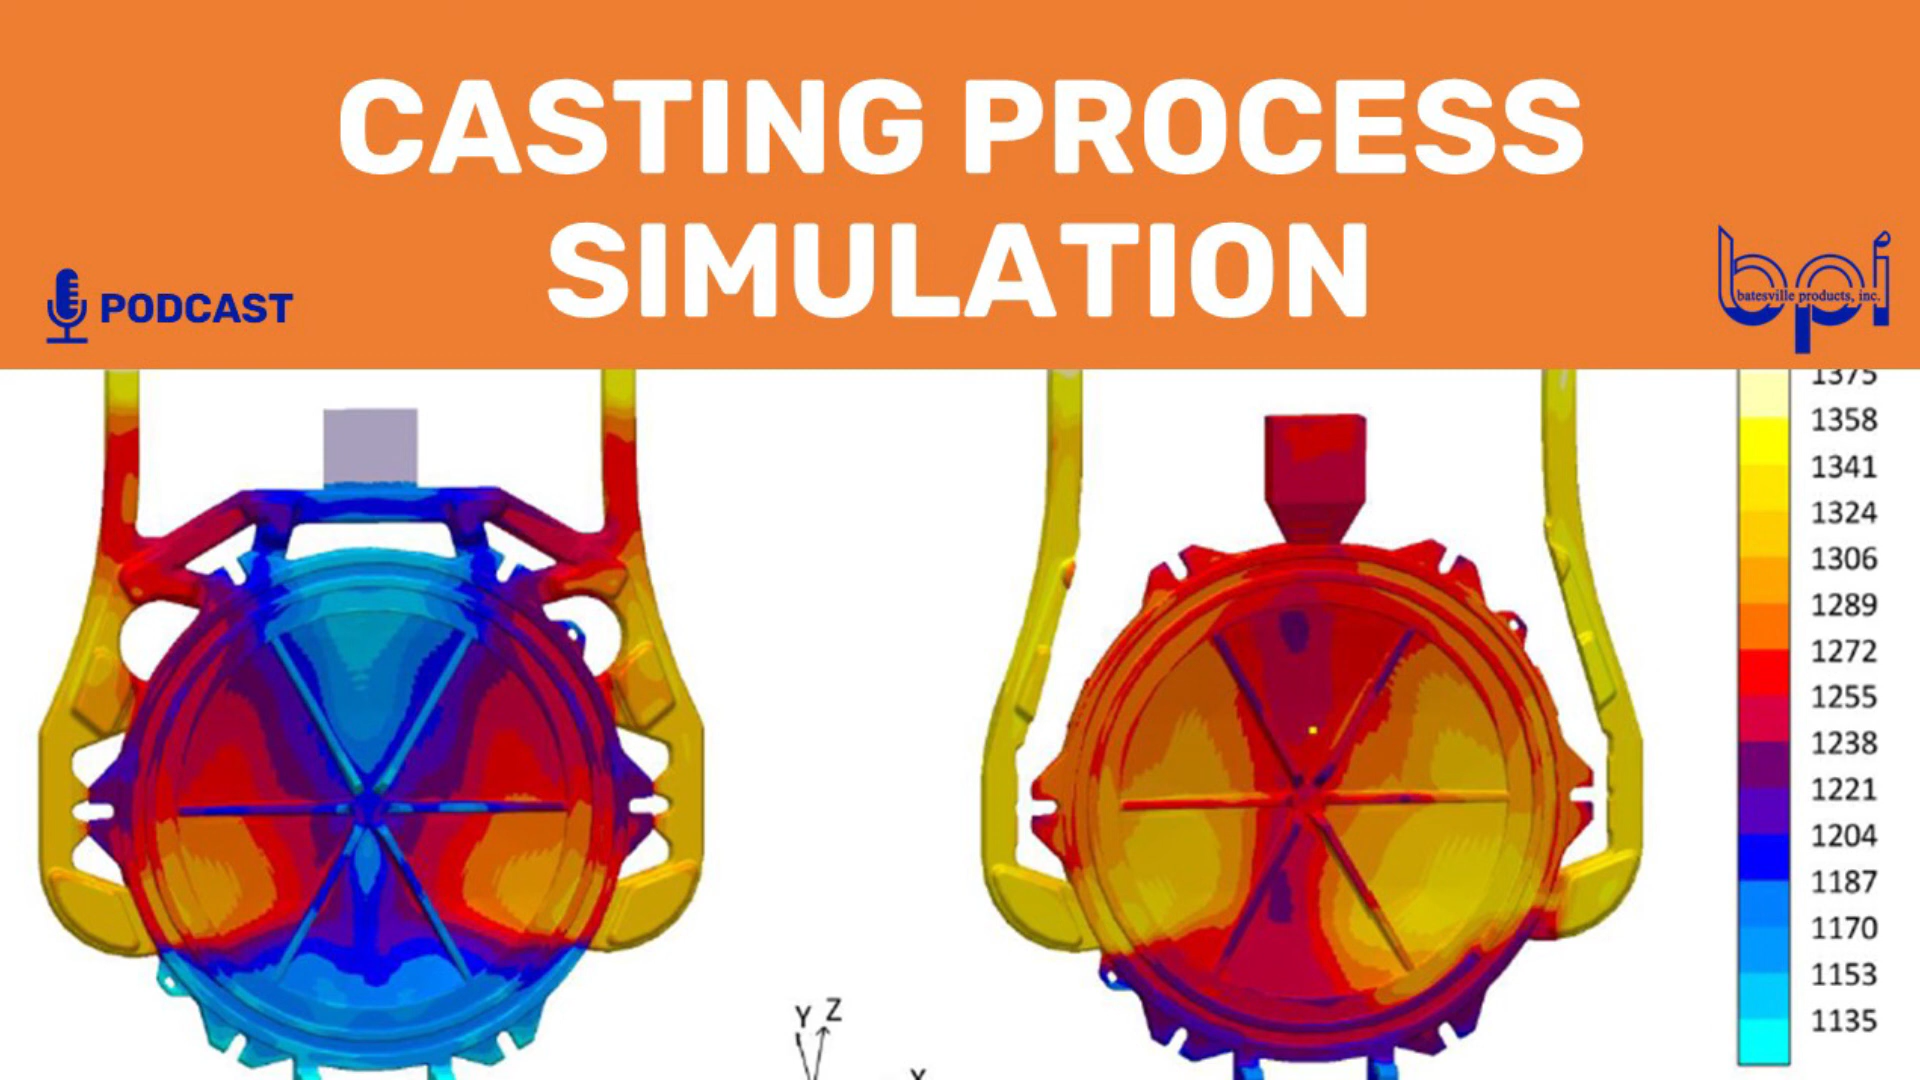 CASTING PROCESS
SIMULATION
PODCAST
bpi
batesville products, inc.
1375
1358
1341
1324
1306
1289
1272
1255
1238
1221
1204
1187
1170
1153
1135
Y Z
X